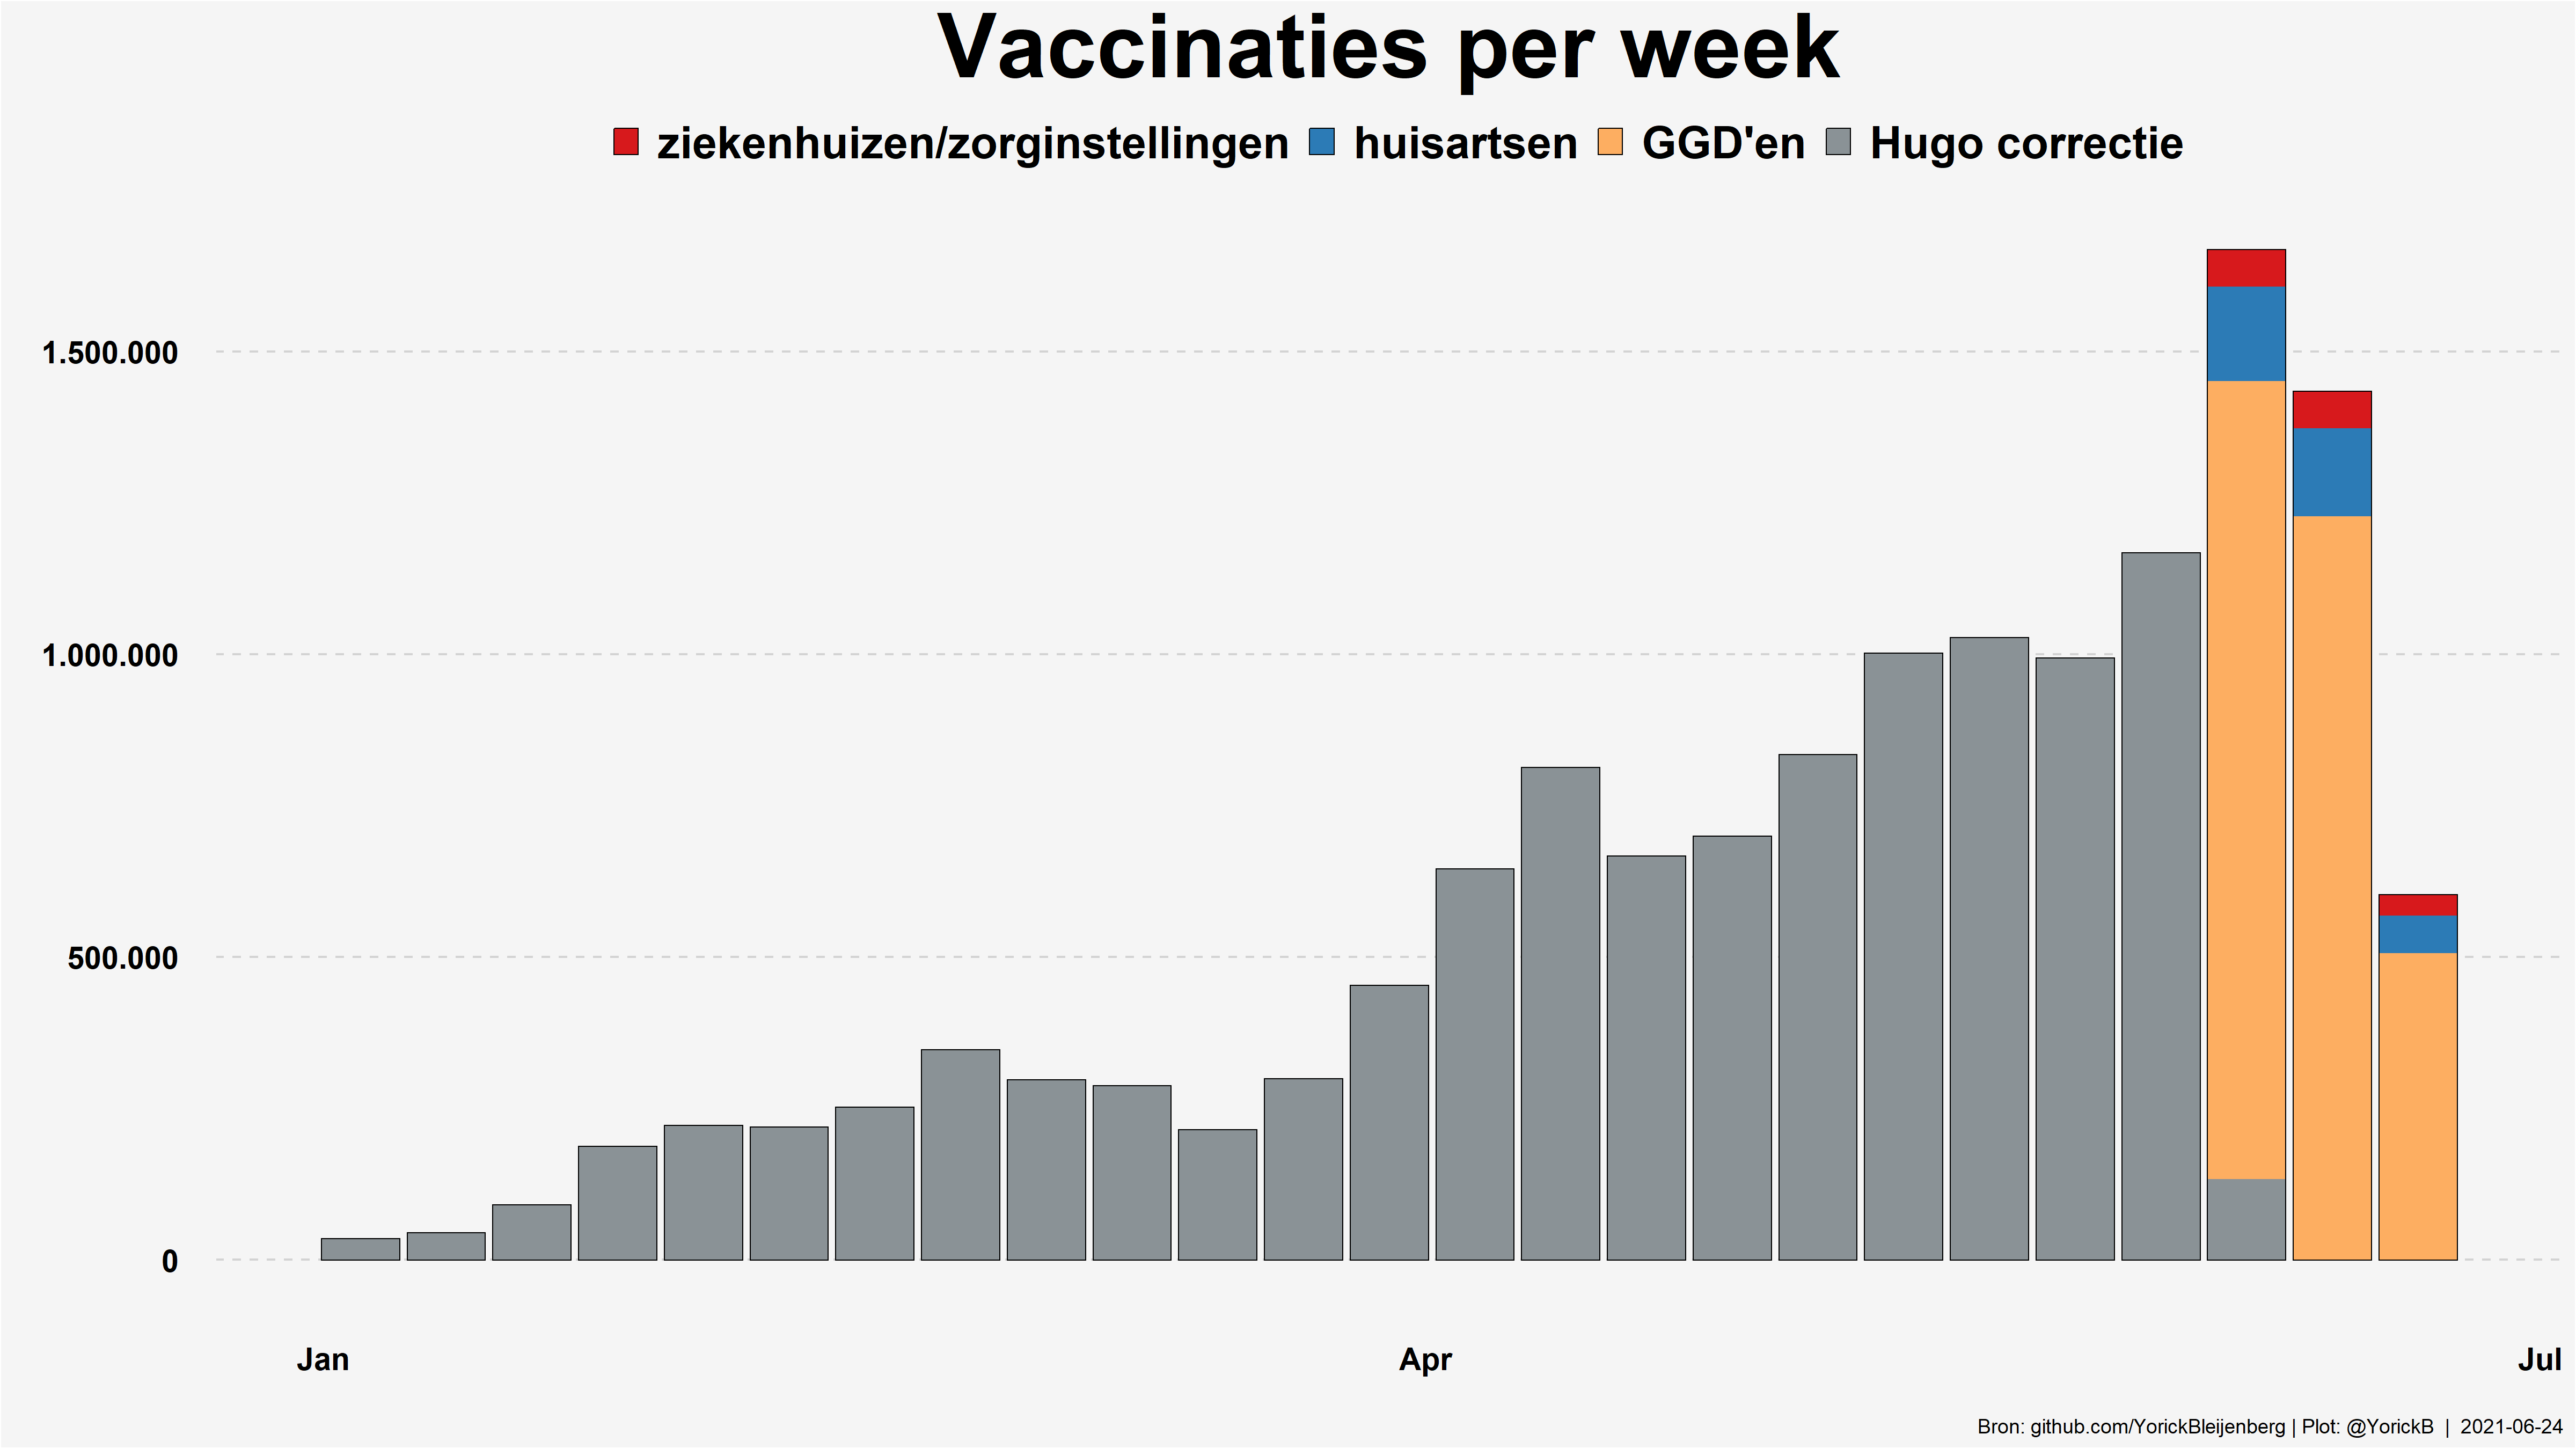 Vaccinaties per week
ziekenhuizen/zorginstellingen huisartsen GGD'en Hugo correctie
1.500.000
1.000.000
500.000
0
Jan Apr Jul
Bron: github.com/YorickBleijenberg | Plot: @YorickB | 2021-06-24